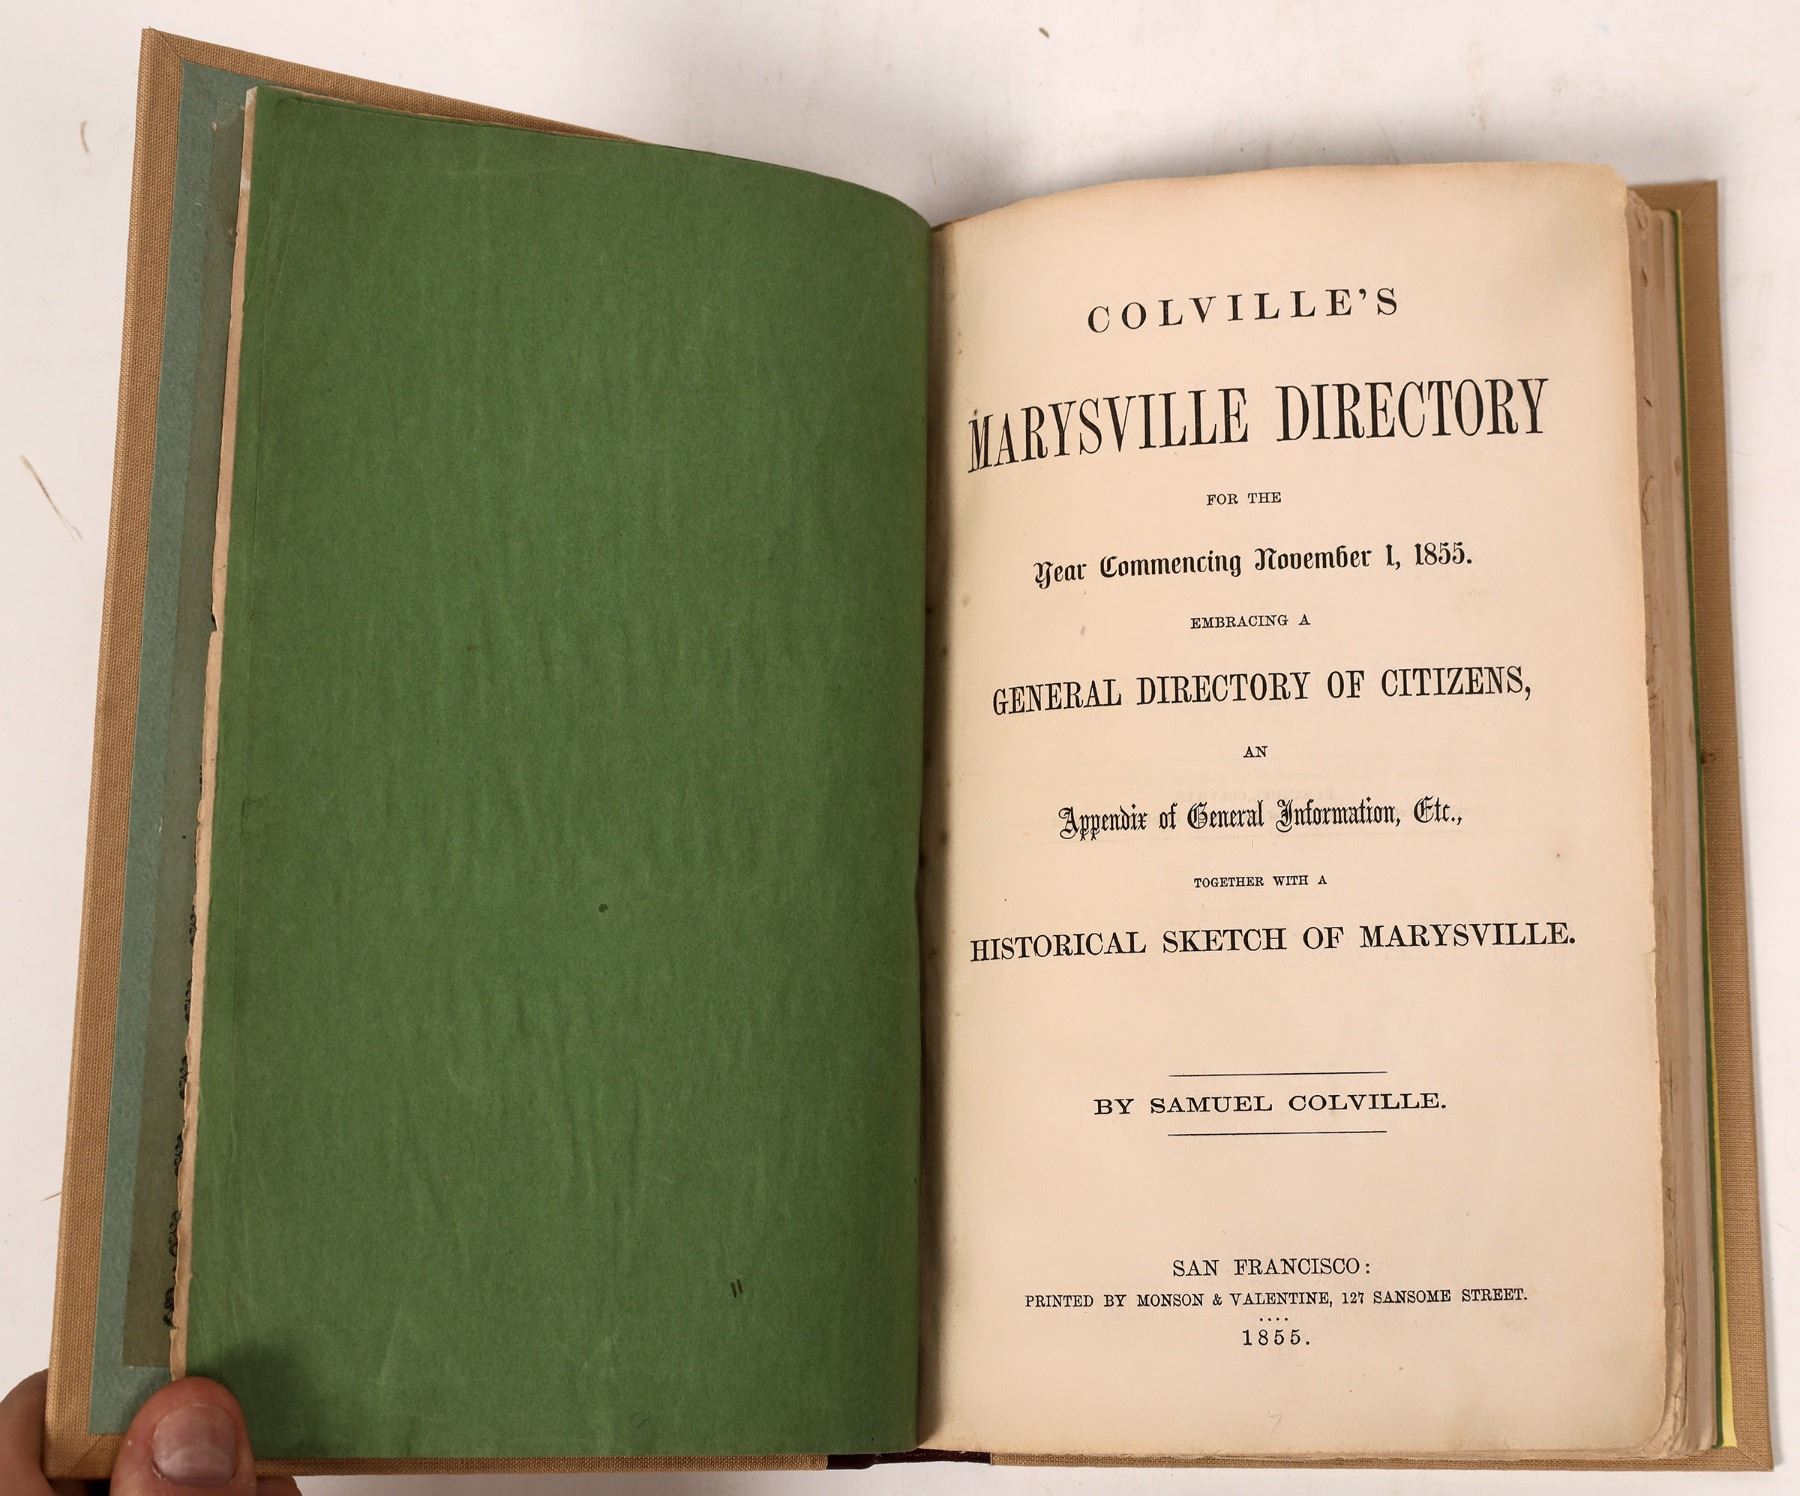 COLVILLE'S
MARYSVILLE DIRECTORY
FOR THE
Year Commencing November 1, 1855.
EMBRACING A
GENERAL DIRECTORY OF CITIZENS,
AN
Appendix of General Information, Etc.,
TOGETHER WITH A
HISTORICAL SKETCH OF MARYSVILLE.
BY SAMUEL COLVILLE.
SAN FRANCISCO:
PRINTED BY MONSON & VALENTINE, 127 SANSOME STREET.
....
1855.